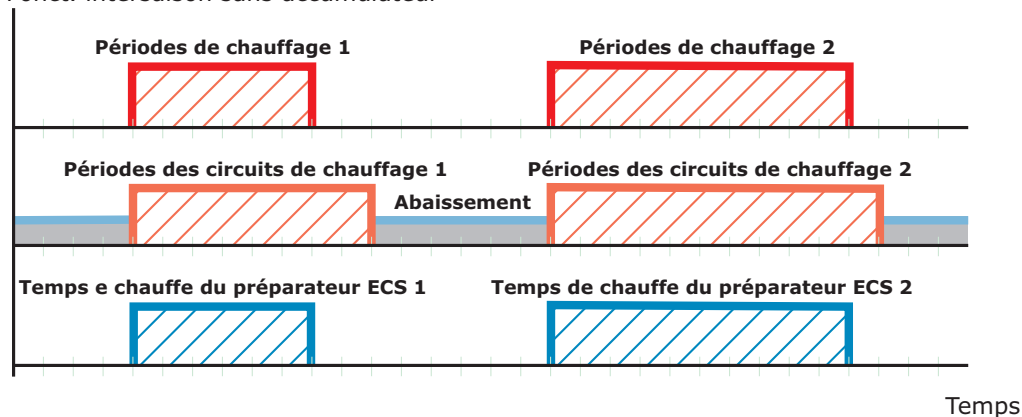 Périodes de chauffage 1
Périodes de chauffage 2
Périodes des circuits de chauffage 1
Périodes des circuits de chauffage 2
Abaissement
Temps e chauffe du préparateur ECS 1
Temps de chauffe du préparateur ECS 2
Temps